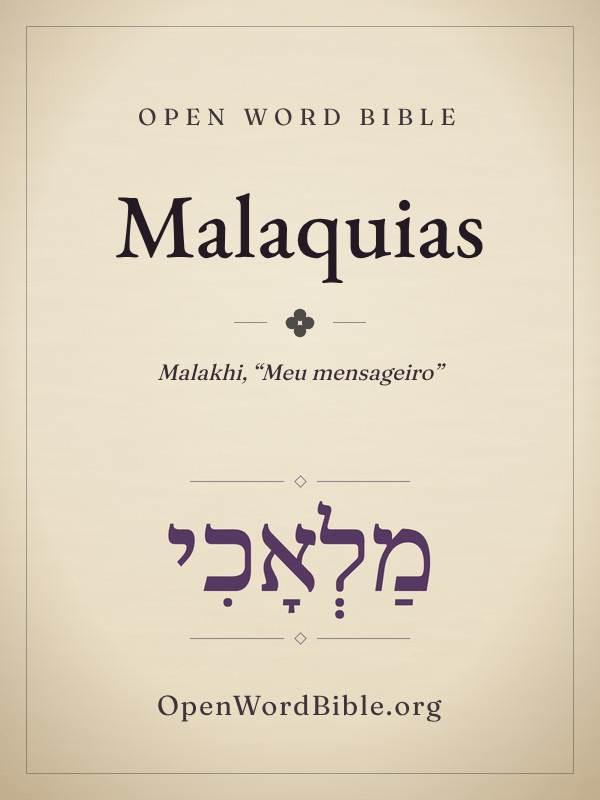 OPEN WORD BIBLE
Malaquias
Malakhi, “Meu mensageiro”
מַלְאָכִי
OpenWordBible.org